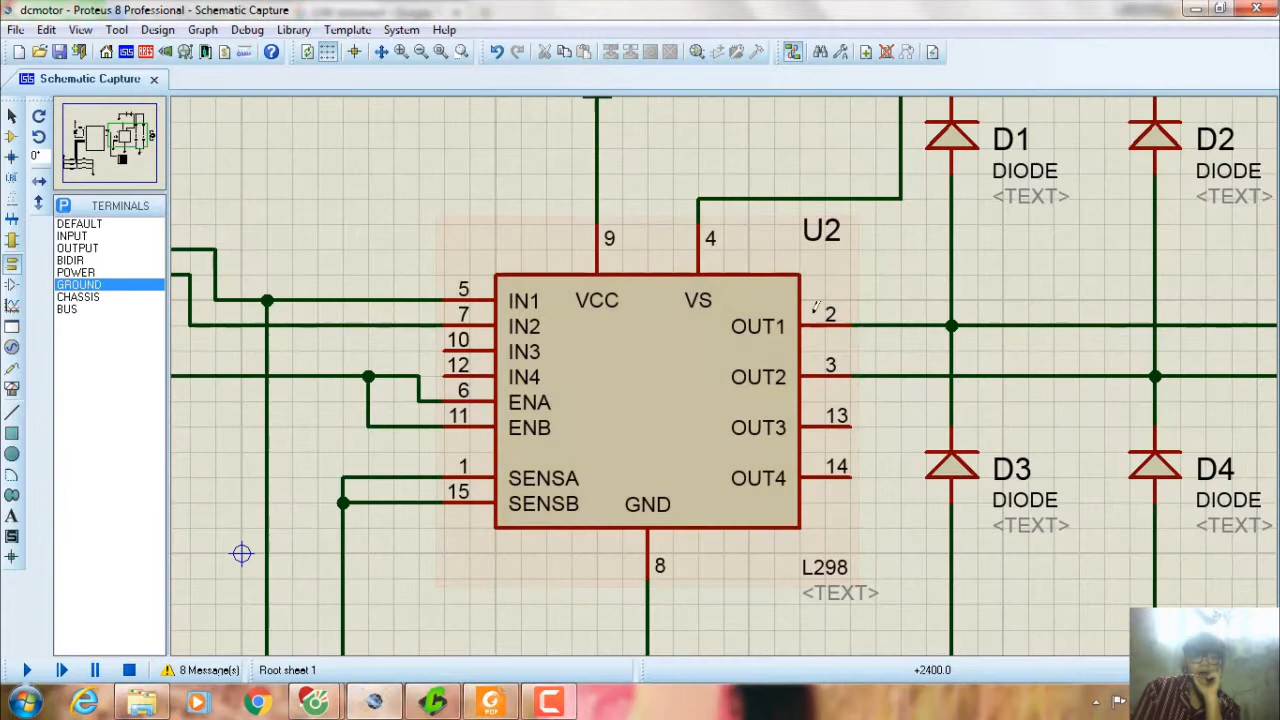 dcmotor - Proteus 8 Professional - Schematic Capture
File Edit View Tool Design Graph Debug Library Template System Help
Schematic Capture
0°
P TERMINALS
DEFAULT
INPUT
OUTPUT
BIDIR
POWER
GROUND
CHASSIS
BUS
D1
DIODE
<TEXT>
D2
DIODE
<TEXT>
U2
9
4
5
7
10
12
6
11
1
15
IN1
IN2
IN3
IN4
ENA
ENB
SENSA
SENSB
VCC
VS
GND
OUT1
OUT2
OUT3
OUT4
2
3
13
14
8
L298
<TEXT>
D3
DIODE
<TEXT>
D4
DIODE
<TEXT>
8 Message(s)
Root sheet 1
+2400.0
PDF